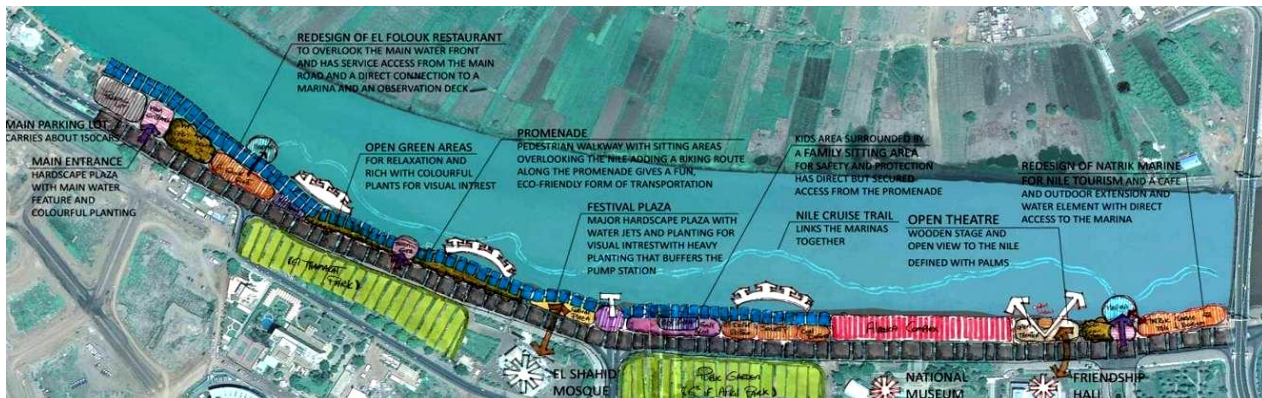 REDESIGN OF EL FOLOUK RESTAURANT
TO OVERLOOK THE MAIN WATER FRONT
AND HAS SERVICE ACCESS FROM THE MAIN
ROAD AND A DIRECT CONNECTION TO A
MARINA AND AN OBSERVATION DECK
MAIN PARKING LOT
CARRIES ABOUT 150CARS
MAIN ENTRANCE
HARDSCAPE PLAZA
WITH MAIN WATER
FEATURE AND
COLOURFUL PLANTING
OPEN GREEN AREAS
FOR RELAXATION AND
RICH WITH COLOURFUL
PLANTS FOR VISUAL INTREST
PROMENADE
PEDESTRIAN WALKWAY WITH SITTING AREAS
OVERLOOKING THE NILE ADDING A BIKING ROUTE
ALONG THE PROMENADE GIVES A FUN,
ECO-FRIENDLY FORM OF TRANSPORTATION
FESTIVAL PLAZA
MAJOR HARDSCAPE PLAZA WITH
WATER JETS AND PLANTING FOR
VISUAL INTRESTWITH HEAVY
PLANTING THAT BUFFERS THE
PUMP STATION
KIDS AREA SURROUNDED BY
A FAMILY SITTING AREA
FOR SAFETY AND PROTECTION
HAS DIRECT BUT SECURED
ACCESS FROM THE PROMENADE
NILE CRUISE TRAIL
LINKS THE MARINAS
TOGETHER
OPEN THEATRE
WOODEN STAGE AND
OPEN VIEW TO THE NILE
DEFINED WITH PALMS
REDESIGN OF NATRIK MARINE
FOR NILE TOURISM AND A CAFE
AND OUTDOOR EXTENSION AND
WATER ELEMENT WITH DIRECT
ACCESS TO THE MARINA
EL SHAHID
MOSQUE
NATIONAL
MUSEUM
FRIENDSHIP
HALL